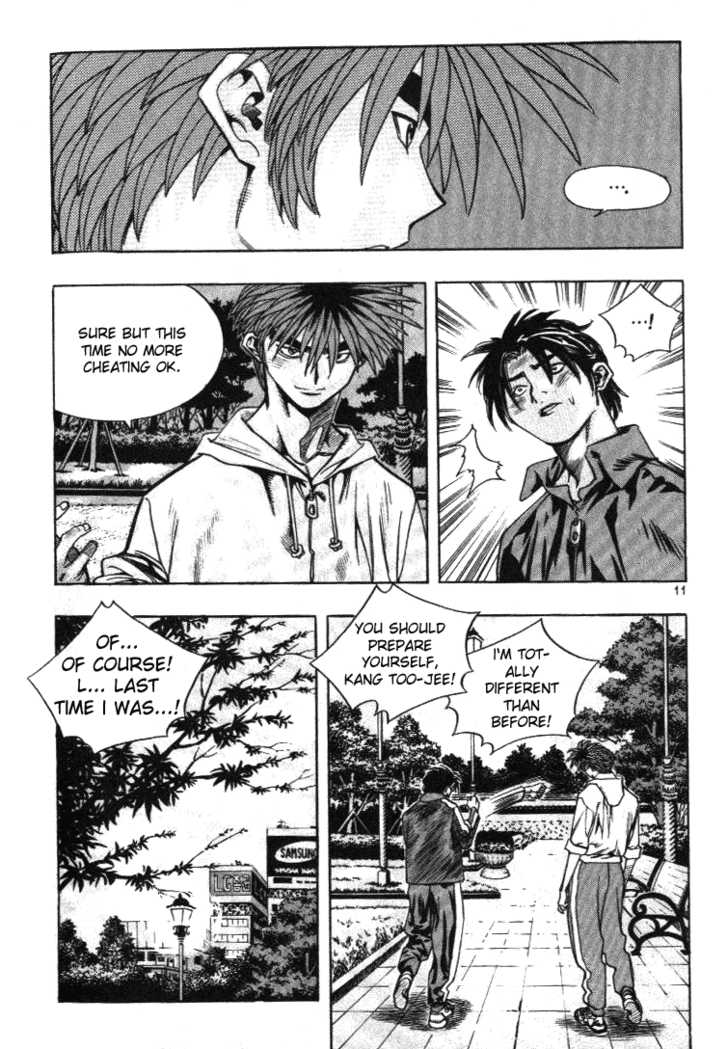 ....
SURE BUT THIS
TIME NO MORE
CHEATING OK.
...!
11
OF...
OF COURSE!
L... LAST
TIME I WAS...!
YOU SHOULD
PREPARE
YOURSELF,
KANG TOO-JEE!
I'M TOT-
ALLY
DIFFERENT
THAN
BEFORE!
SAMSUNG
LG